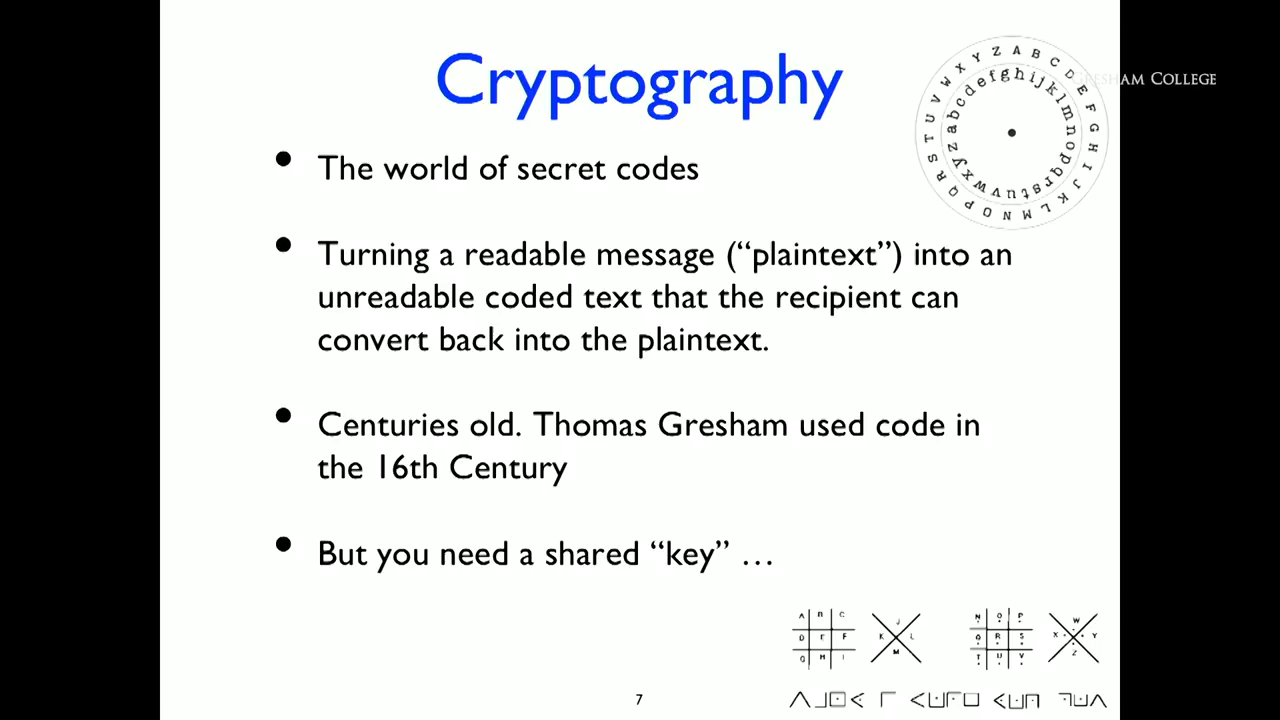 Cryptography
GRESHAM COLLEGE
Z A B C D E F G H I J K L M N O P Q R S T U V W X Y
a b c d e f g h i j k l m n o p q r s t u v w x y z
• The world of secret codes
• Turning a readable message (“plaintext”) into an
unreadable coded text that the recipient can
convert back into the plaintext.
• Centuries old. Thomas Gresham used code in
the 16th Century
• But you need a shared “key” …
A B C
D E F
G H I
J
K L
M
N O P
Q R S
T U V
W
X Y
Z
7